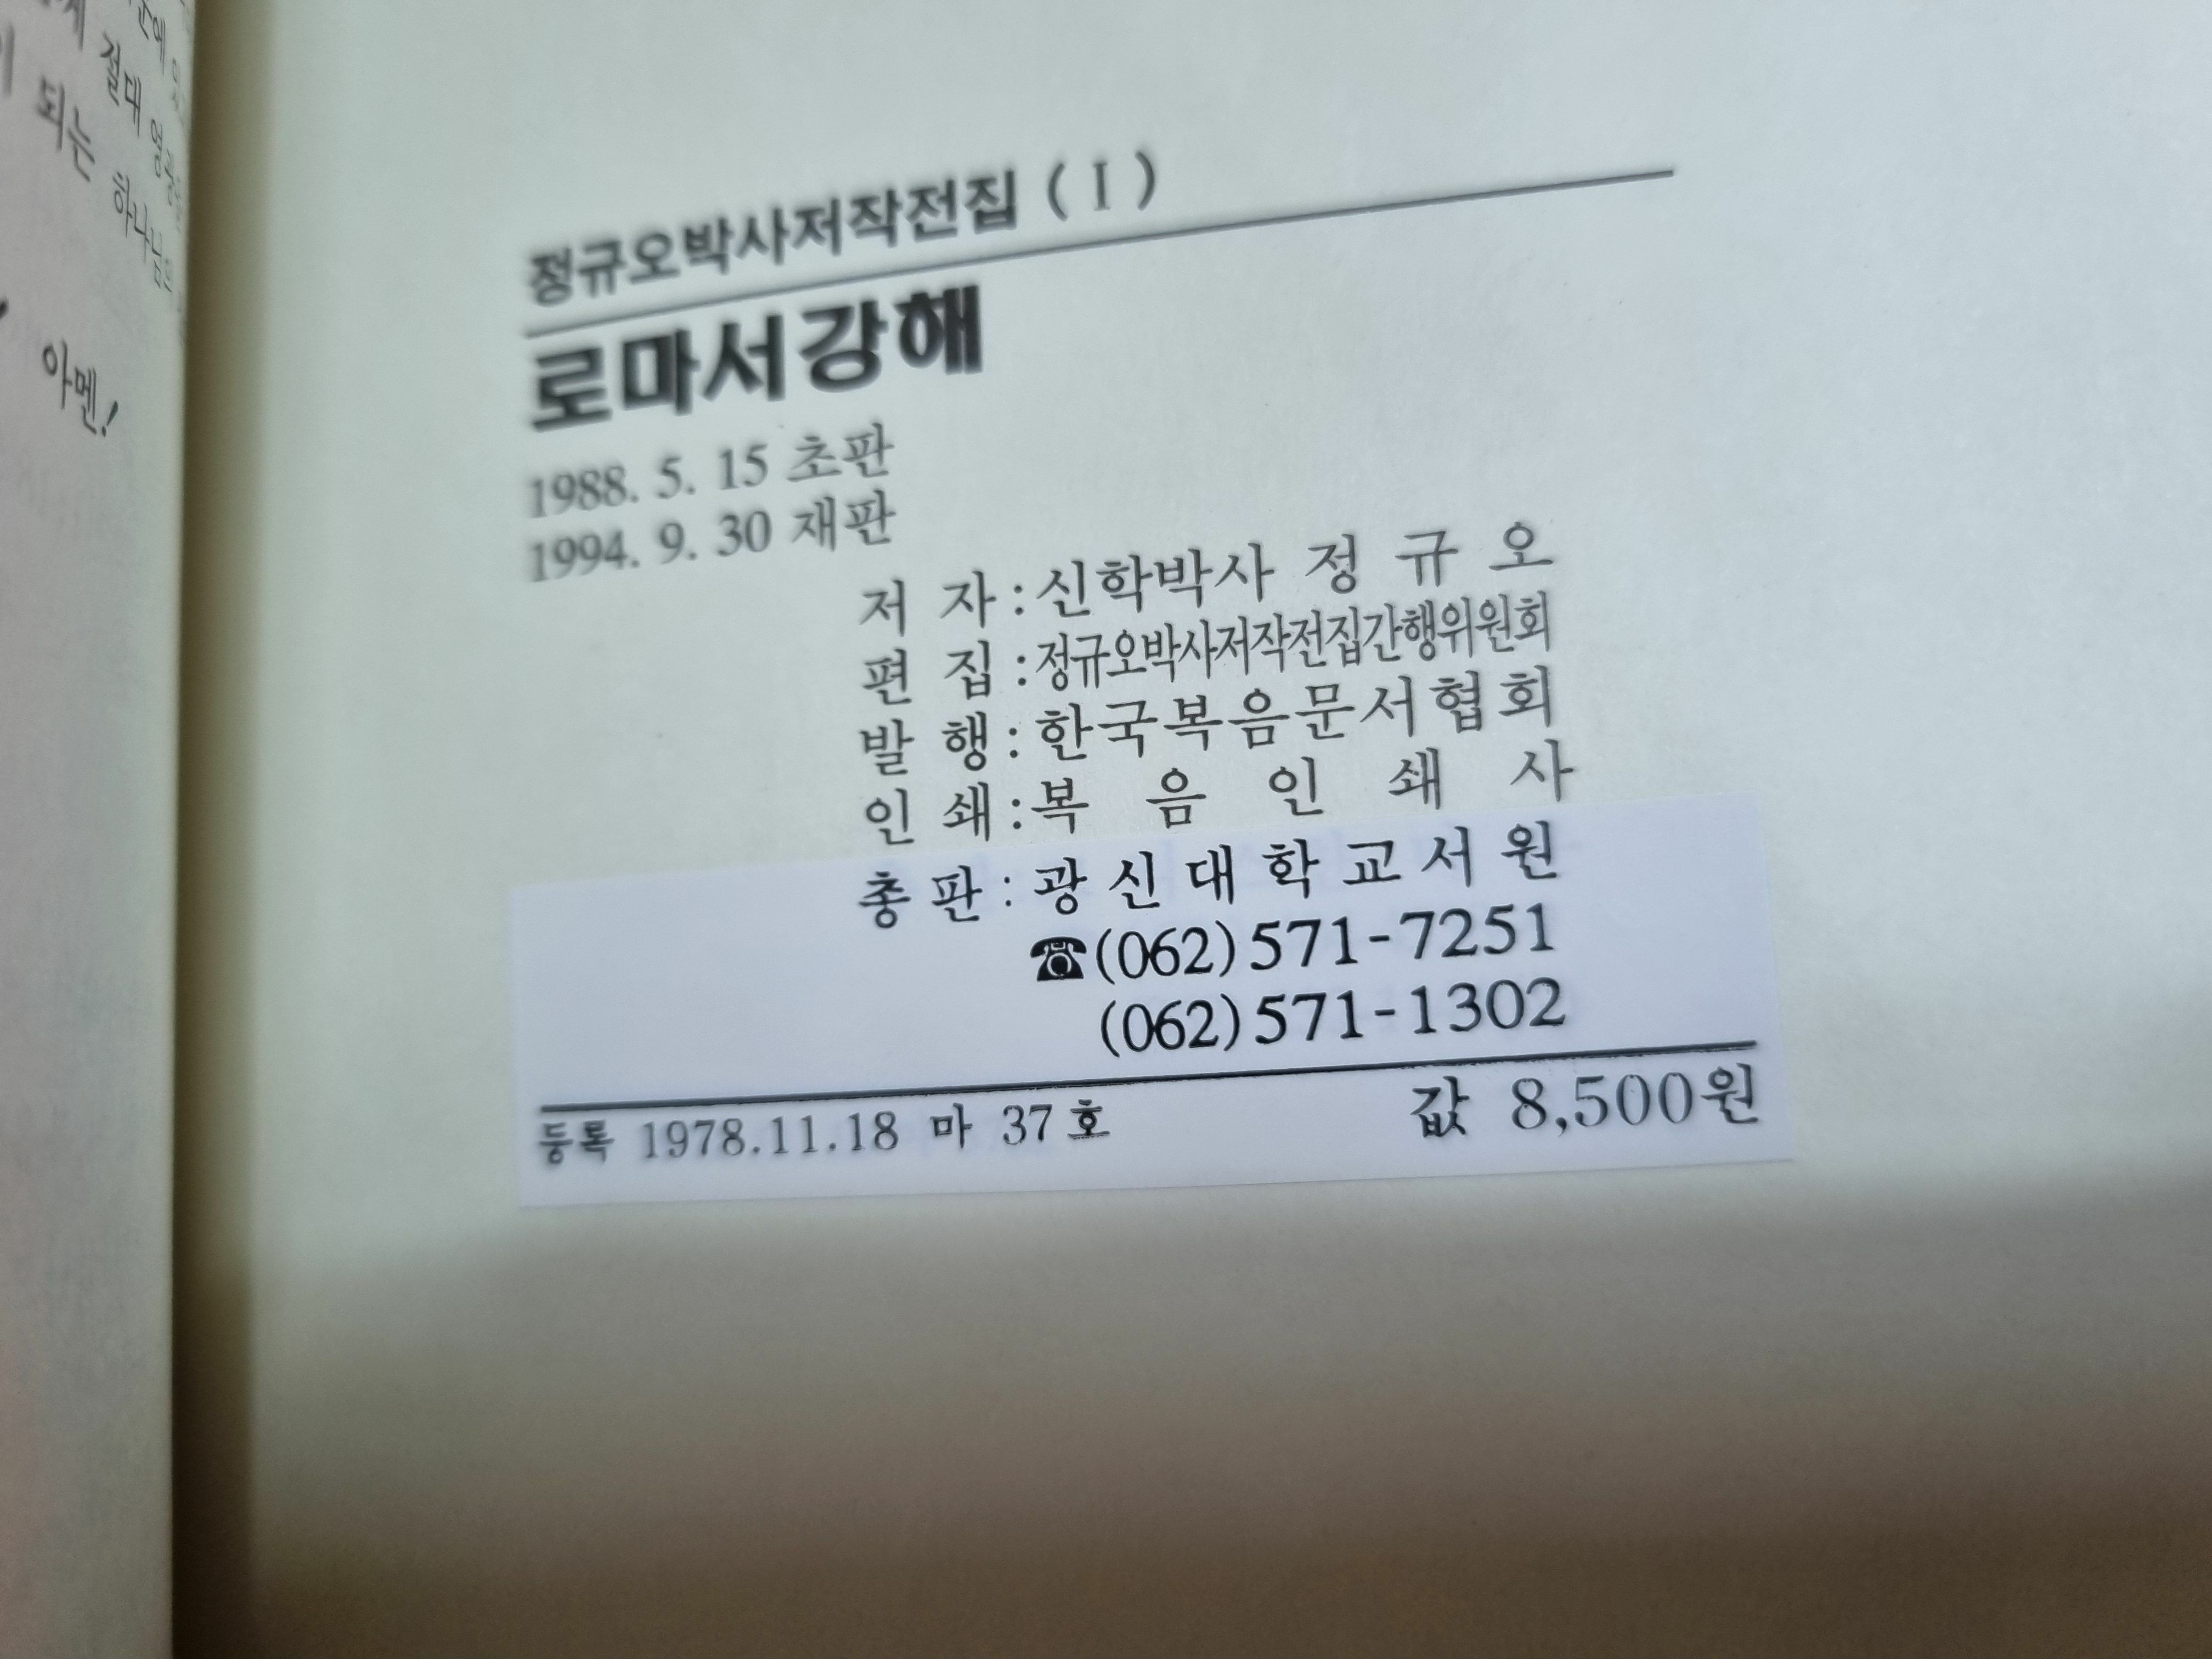 절대
되는 하나님
아멘!
정규오박사저작전집 (Ⅰ)
로마서강해
1988. 5. 15 초판
1994. 9. 30 재판
저 자 : 신학박사 정 규 오
편 집 : 정규오박사저작전집간행위원회
발 행 : 한국복음문서협회
인 쇄 : 복 음 인 쇄 사
총 판 : 광 신 대 학 교 서 원
☎(062)571-7251
(062)571-1302
등록 1978.11.18 마 37호 값 8,500원